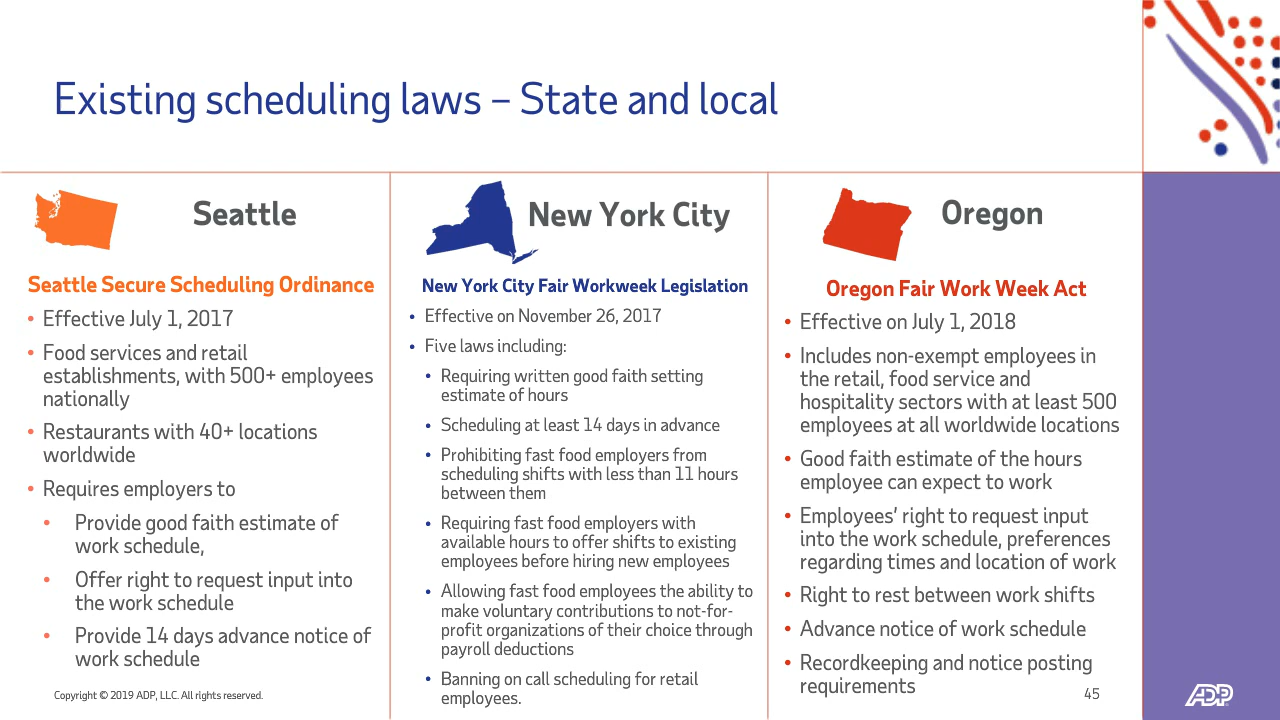 Existing scheduling laws – State and local
Seattle
Seattle Secure Scheduling Ordinance
• Effective July 1, 2017
• Food services and retail
establishments, with 500+ employees
nationally
• Restaurants with 40+ locations
worldwide
• Requires employers to
• Provide good faith estimate of
work schedule,
• Offer right to request input into
the work schedule
• Provide 14 days advance notice of
work schedule
New York City
New York City Fair Workweek Legislation
• Effective on November 26, 2017
• Five laws including:
• Requiring written good faith setting
estimate of hours
• Scheduling at least 14 days in advance
• Prohibiting fast food employers from
scheduling shifts with less than 11 hours
between them
• Requiring fast food employers with
available hours to offer shifts to existing
employees before hiring new employees
• Allowing fast food employees the ability to
make voluntary contributions to not-for-
profit organizations of their choice through
payroll deductions
• Banning on call scheduling for retail
employees.
Oregon
Oregon Fair Work Week Act
• Effective on July 1, 2018
• Includes non-exempt employees in
the retail, food service and
hospitality sectors with at least 500
employees at all worldwide locations
• Good faith estimate of the hours
employee can expect to work
• Employees’ right to request input
into the work schedule, preferences
regarding times and location of work
• Right to rest between work shifts
• Advance notice of work schedule
• Recordkeeping and notice posting
requirements
Copyright © 2019 ADP, LLC. All rights reserved.
45
ADP